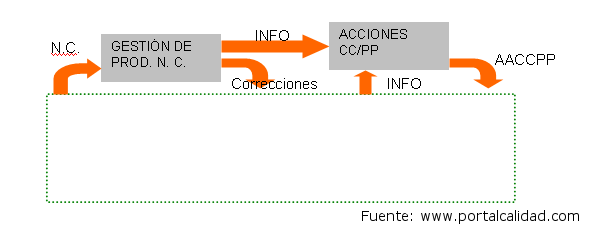 N.C.
GESTIÓN DE
PROD. N. C.
INFO
ACCIONES
CC/PP
Correcciones
INFO
AACCPP
Fuente: www.portalcalidad.com